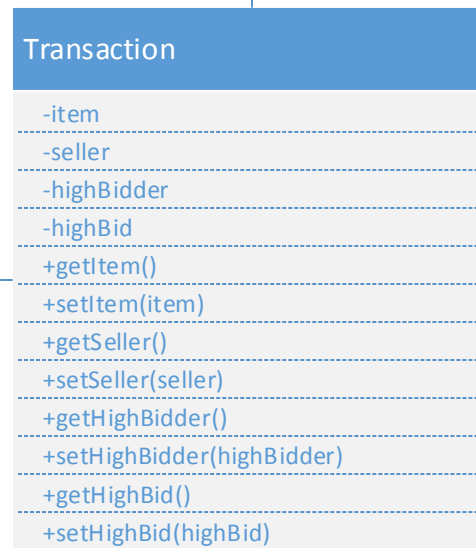 Transaction
-item
-seller
-highBidder
-highBid
+getItem()
+setItem(item)
+getSeller()
+setSeller(seller)
+getHighBidder()
+setHighBidder(highBidder)
+getHighBid()
+setHighBid(highBid)